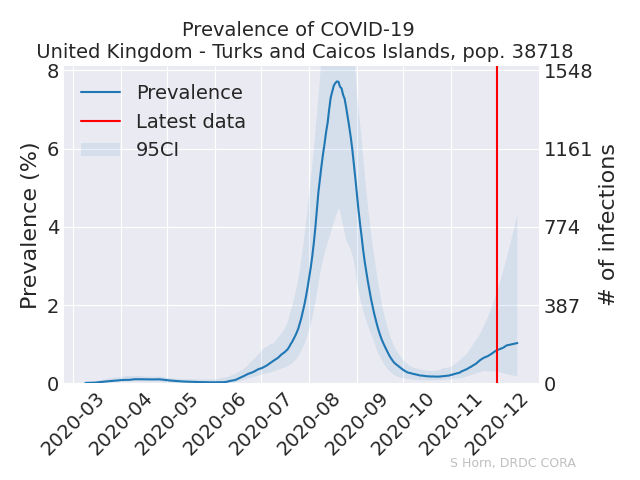 Prevalence of COVID-19
United Kingdom - Turks and Caicos Islands, pop. 38718
Prevalence
Latest data
95CI
Prevalence (%)
8
6
4
2
0
1548
1161
774
387
0
# of infections
2020-03
2020-04
2020-05
2020-06
2020-07
2020-08
2020-09
2020-10
2020-11
2020-12
S Horn, DRDC CORA